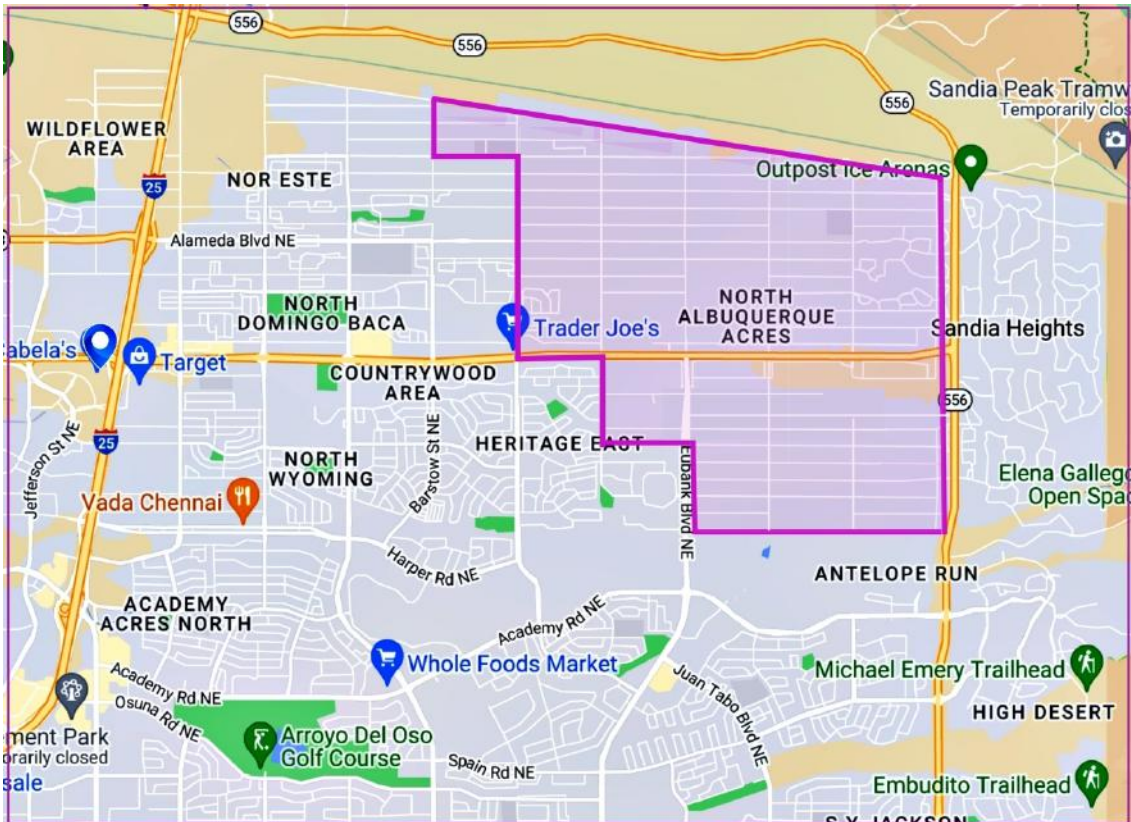 556
556
Sandia Peak Tramw
Temporarily clos
556
WILDFLOWER
AREA
Outpost Ice Arenas
25
NOR ESTE
Alameda Blvd NE
NORTH
DOMINGO BACA
NORTH
ALBUQUERQUE
ACRES
Trader Joe's
Sandia Heights
Cabela's
Target
COUNTRYWOOD
AREA
556
Jefferson St NE
25
Barstow St NE
HERITAGE EAST
Eubank Blvd NE
NORTH
WYOMING
Elena Gallego
Open Spac
Vada Chennai
Harper Rd NE
ANTELOPE RUN
ACADEMY
ACRES NORTH
Academy Rd NE
Whole Foods Market
Michael Emery Trailhead
Academy Rd NE
Osuna Rd NE
Juan Tabo Blvd NE
HIGH DESERT
ment Park
porarily closed
Arroyo Del Oso
Golf Course
Spain Rd NE
sale
Embudito Trailhead
S Y JACKSON